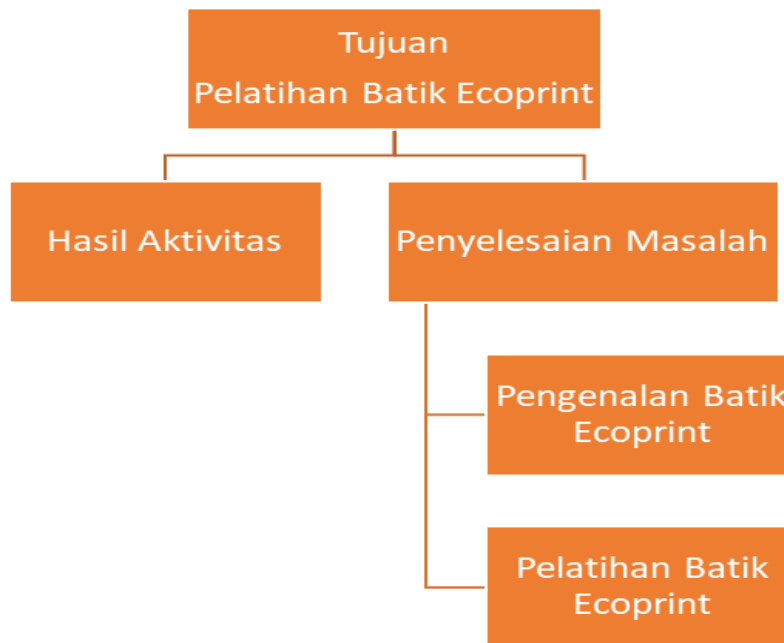 Tujuan
Pelatihan Batik Ecoprint
Hasil Aktivitas
Penyelesaian Masalah
Pengenalan Batik
Ecoprint
Pelatihan Batik
Ecoprint